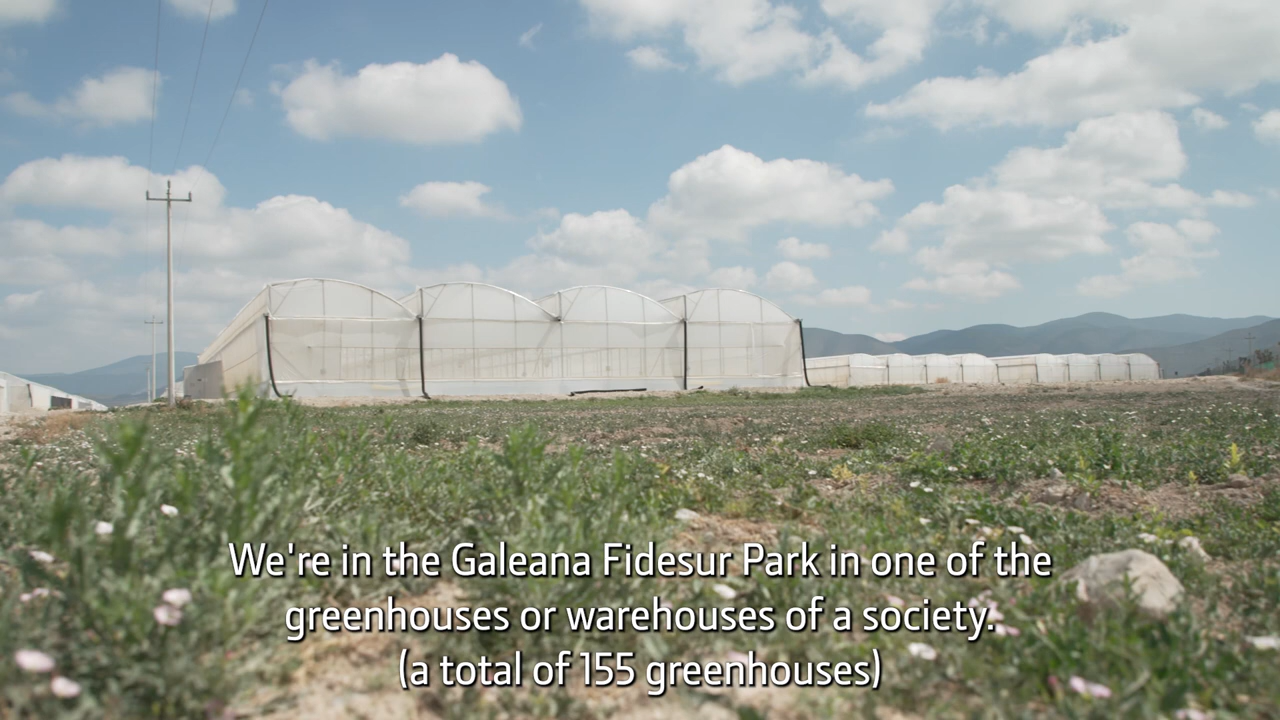 We're in the Galeana Fidesur Park in one of the
greenhouses or warehouses of a society.
(a total of 155 greenhouses)